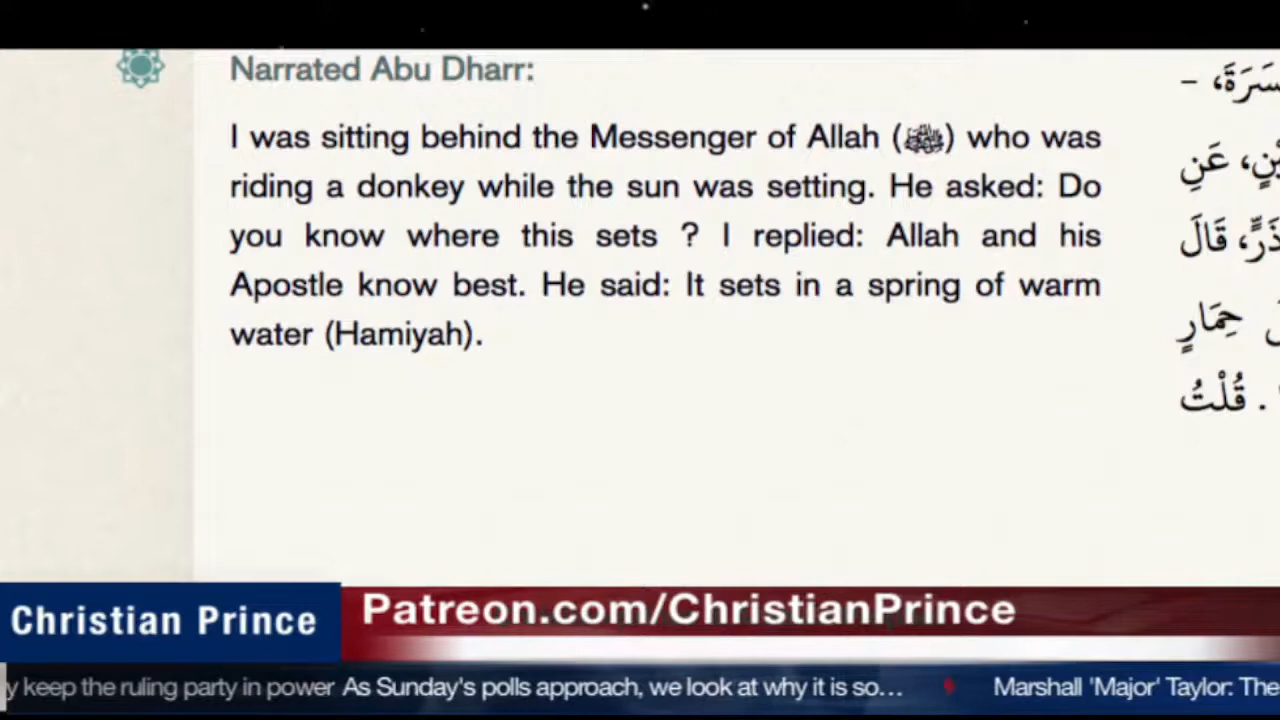 Narrated Abu Dharr:
I was sitting behind the Messenger of Allah (ﷺ) who was
riding a donkey while the sun was setting. He asked: Do
you know where this sets ? I replied: Allah and his
Apostle know best. He said: It sets in a spring of warm
water (Hamiyah).
عَنِ
قَالَ
حِمَارٍ
. قُلْتُ
Christian Prince
Patreon.com/ChristianPrince
y keep the ruling party in power As Sunday's polls approach, we look at why it is so... Marshall 'Major' Taylor: The